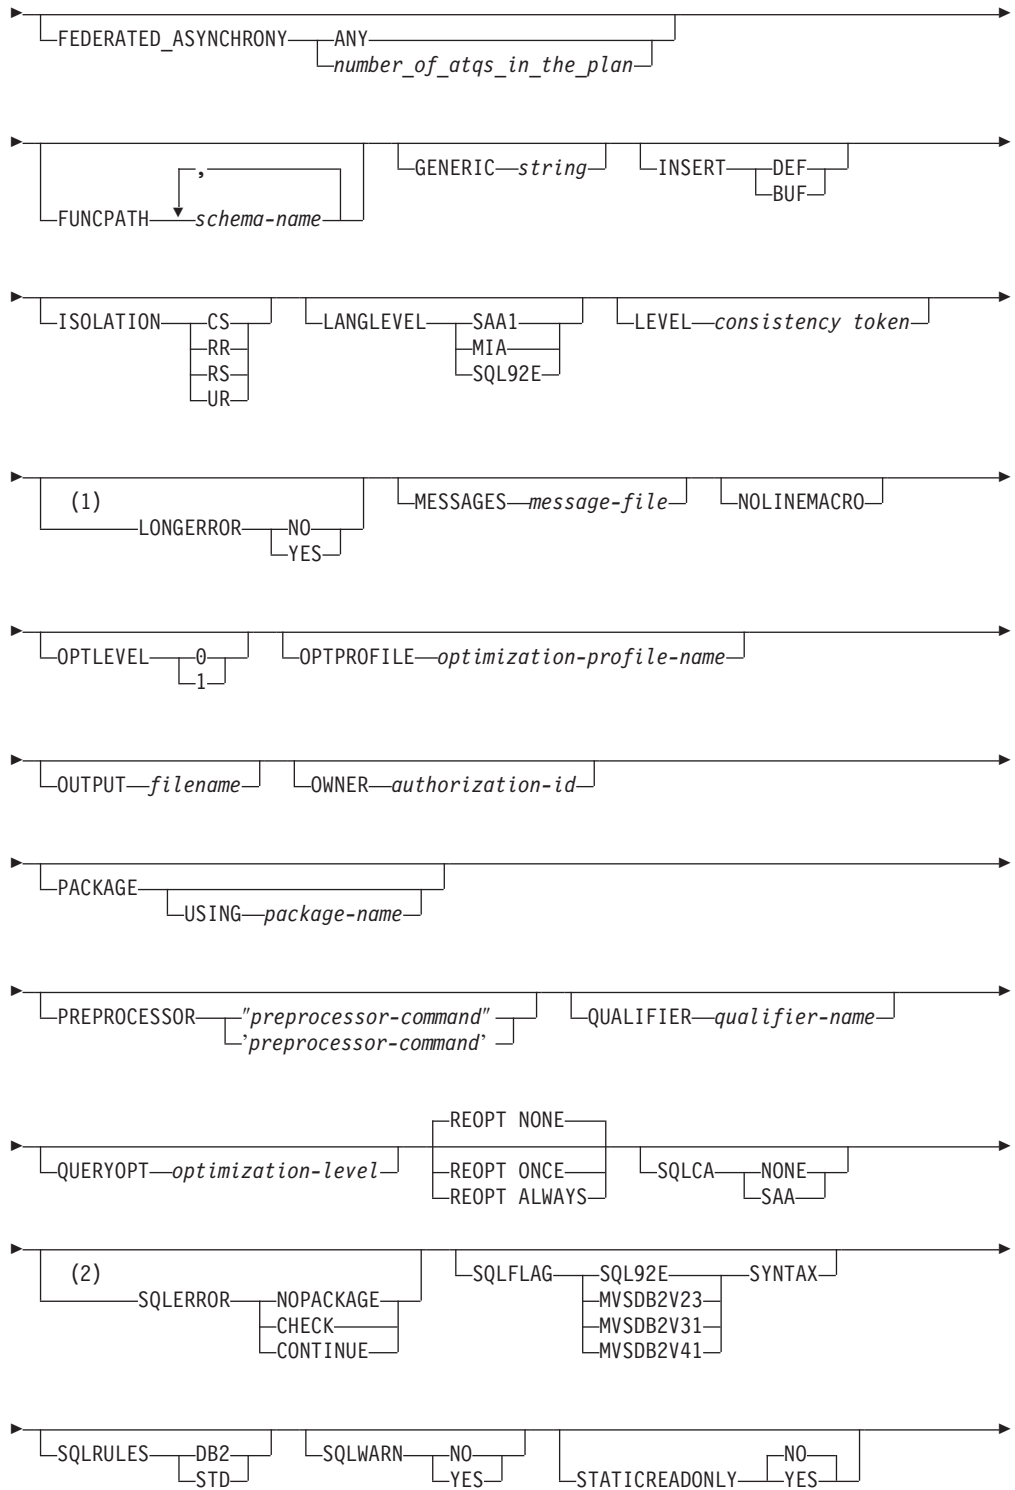 FEDERATED_ASYNCHRONY ANY
number_of_atqs_in_the_plan
,
FUNCPATH schema-name
GENERIC string
INSERT DEF
BUF
ISOLATION CS
RR
RS
UR
LANGLEVEL SAA1
MIA
SQL92E
LEVEL consistency token
(1)
LONGERROR NO
YES
MESSAGES message-file
NOLINEMACRO
OPTLEVEL 0
1
OPTPROFILE optimization-profile-name
OUTPUT filename
OWNER authorization-id
PACKAGE
USING package-name
PREPROCESSOR "preprocessor-command"
'preprocessor-command'
QUALIFIER qualifier-name
QUERYOPT optimization-level
REOPT NONE
REOPT ONCE
REOPT ALWAYS
SQLCA NONE
SAA
(2)
SQLERROR NOPACKAGE
CHECK
CONTINUE
SQLFLAG SQL92E SYNTAX
MVSDB2V23
MVSDB2V31
MVSDB2V41
SQLRULES DB2
STD
SQLWARN NO
YES
STATICREADONLY NO
YES